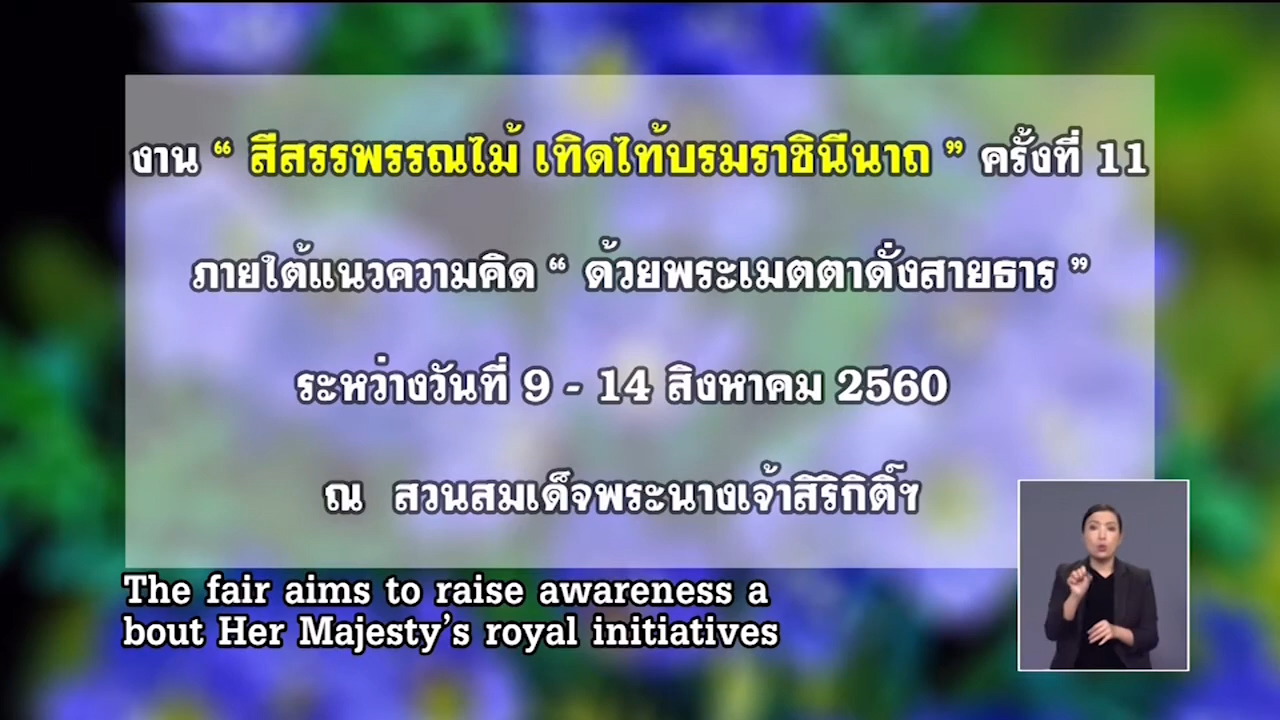 งาน “ สีสรรพรรณไม้ เทิดไท้บรมราชินีนาถ ” ครั้งที่ 11
ภายใต้แนวความคิด “ ด้วยพระเมตตาดั่งสายธาร ”
ระหว่างวันที่ 9 - 14 สิงหาคม 2560
ณ สวนสมเด็จพระนางเจ้าสิริกิติ์ฯ
The fair aims to raise awareness a
bout Her Majesty’s royal initiatives